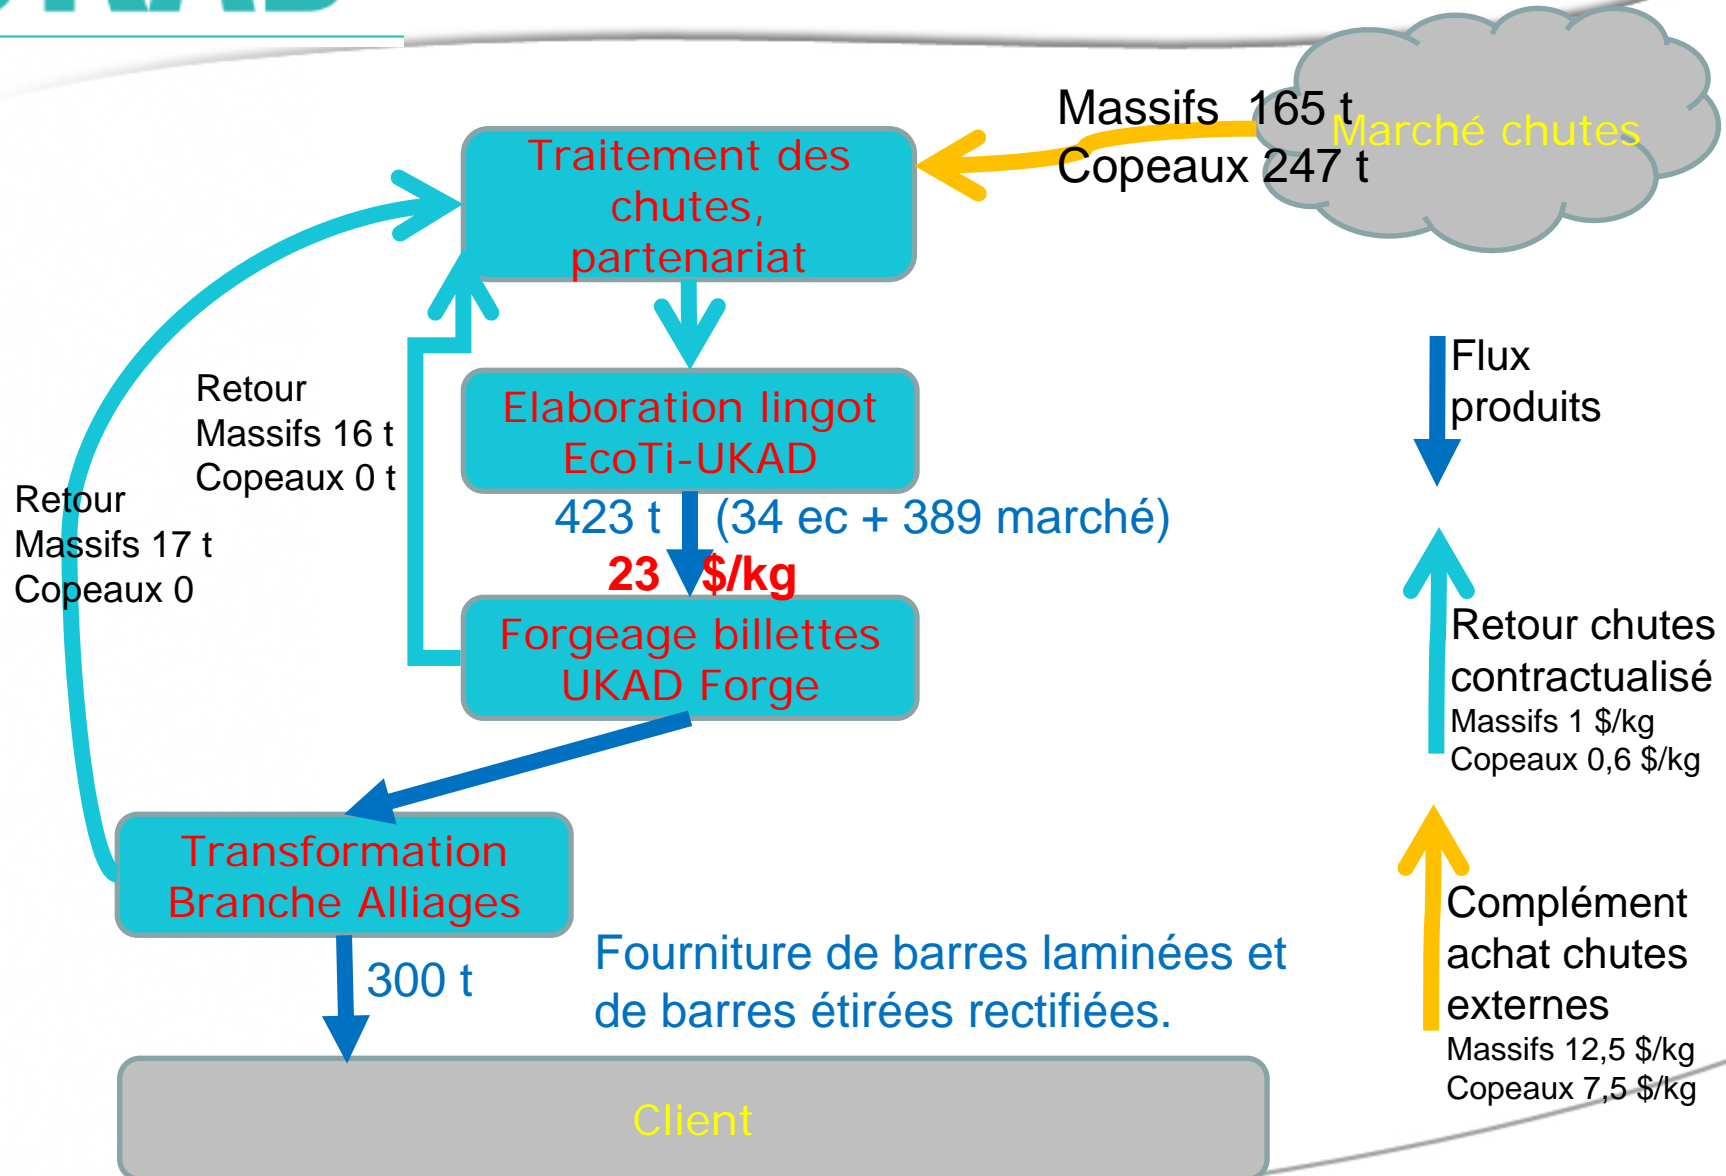 Massifs 165 t
Copeaux 247 t
Marché chutes
Traitement des
chutes,
partenariat
Retour
Massifs 16 t
Copeaux 0 t
Retour
Massifs 17 t
Copeaux 0
Elaboration lingot
EcoTi-UKAD
423 t (34 ec + 389 marché)
23 $/kg
Forgeage billettes
UKAD Forge
Transformation
Branche Alliages
300 t
Fourniture de barres laminées et
de barres étirées rectifiées.
Client
Flux
produits
Retour chutes
contractualisé
Massifs 1 $/kg
Copeaux 0,6 $/kg
Complément
achat chutes
externes
Massifs 12,5 $/kg
Copeaux 7,5 $/kg